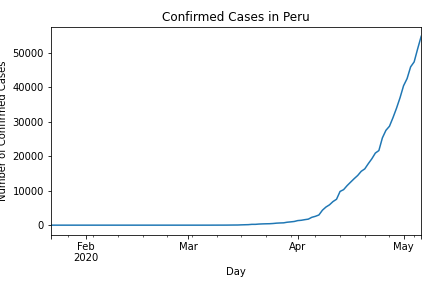 Confirmed Cases in Peru
Number of Confirmed Cases
50000
40000
30000
20000
10000
0
Feb
2020
Mar
Apr
May
Day